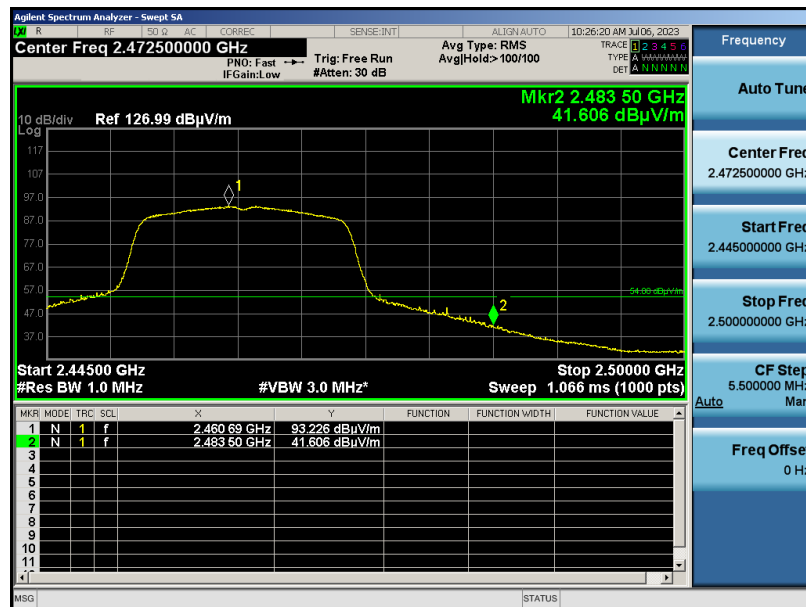 Agilent Spectrum Analyzer - Swept SA
LXI R RF 50 Ω AC CORREC SENSE:INT ALIGN AUTO 10:26:20 AM Jul 06, 2023
Center Freq 2.472500000 GHz
PNO: Fast
IFGain:Low
Trig: Free Run
#Atten: 30 dB
Avg Type: RMS
Avg|Hold:>100/100
TRACE 1 2 3 4 5 6
TYPE A WWWWW
DET A N N N N N
Mkr2 2.483 50 GHz
41.606 dBµV/m
10 dB/div Ref 126.99 dBµV/m
Log
117
107
97.0
87.0
77.0
67.0
57.0
47.0
37.0
1
2
54.00 dBµV/m
Start 2.44500 GHz Stop 2.50000 GHz
#Res BW 1.0 MHz #VBW 3.0 MHz* Sweep 1.066 ms (1000 pts)
MKR MODE TRC SCL X Y FUNCTION FUNCTION WIDTH FUNCTION VALUE
1 N 1 f 2.460 69 GHz 93.226 dBµV/m
2 N 1 f 2.483 50 GHz 41.606 dBµV/m
3
4
5
6
7
8
9
10
11
MSG STATUS
Frequency
Auto Tune
Center Freq
2.472500000 GHz
Start Freq
2.445000000 GHz
Stop Freq
2.500000000 GHz
CF Step
5.500000 MHz
Auto Man
Freq Offset
0 Hz